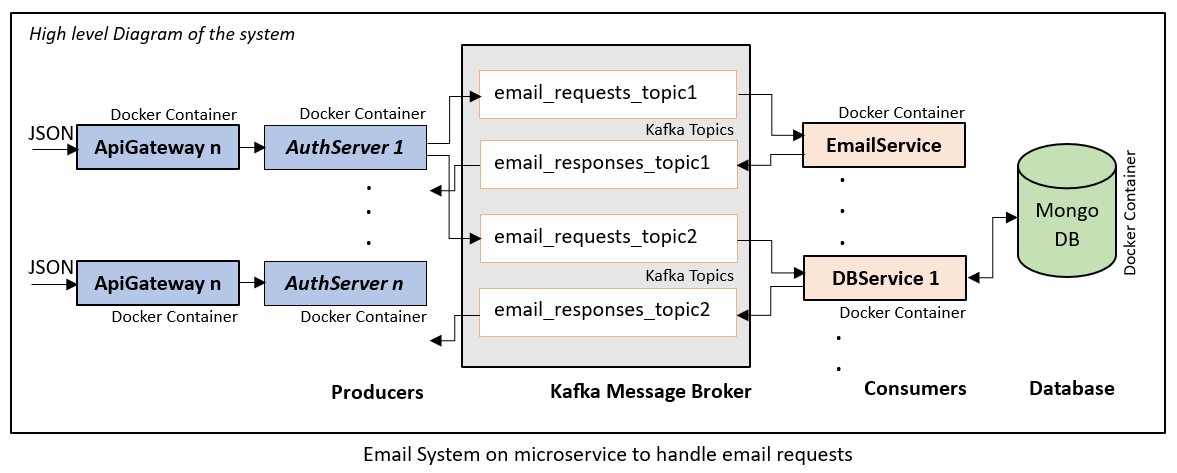 High level Diagram of the system
Docker Container
Docker Container
JSON
ApiGateway n
AuthServer 1
JSON
ApiGateway n
AuthServer n
Docker Container
Docker Container
Producers
email_requests_topic1
Kafka Topics
email_responses_topic1
email_requests_topic2
Kafka Topics
email_responses_topic2
Kafka Message Broker
Docker Container
EmailService
DBService 1
Docker Container
Consumers
Mongo
DB
Docker Container
Database
Email System on microservice to handle email requests